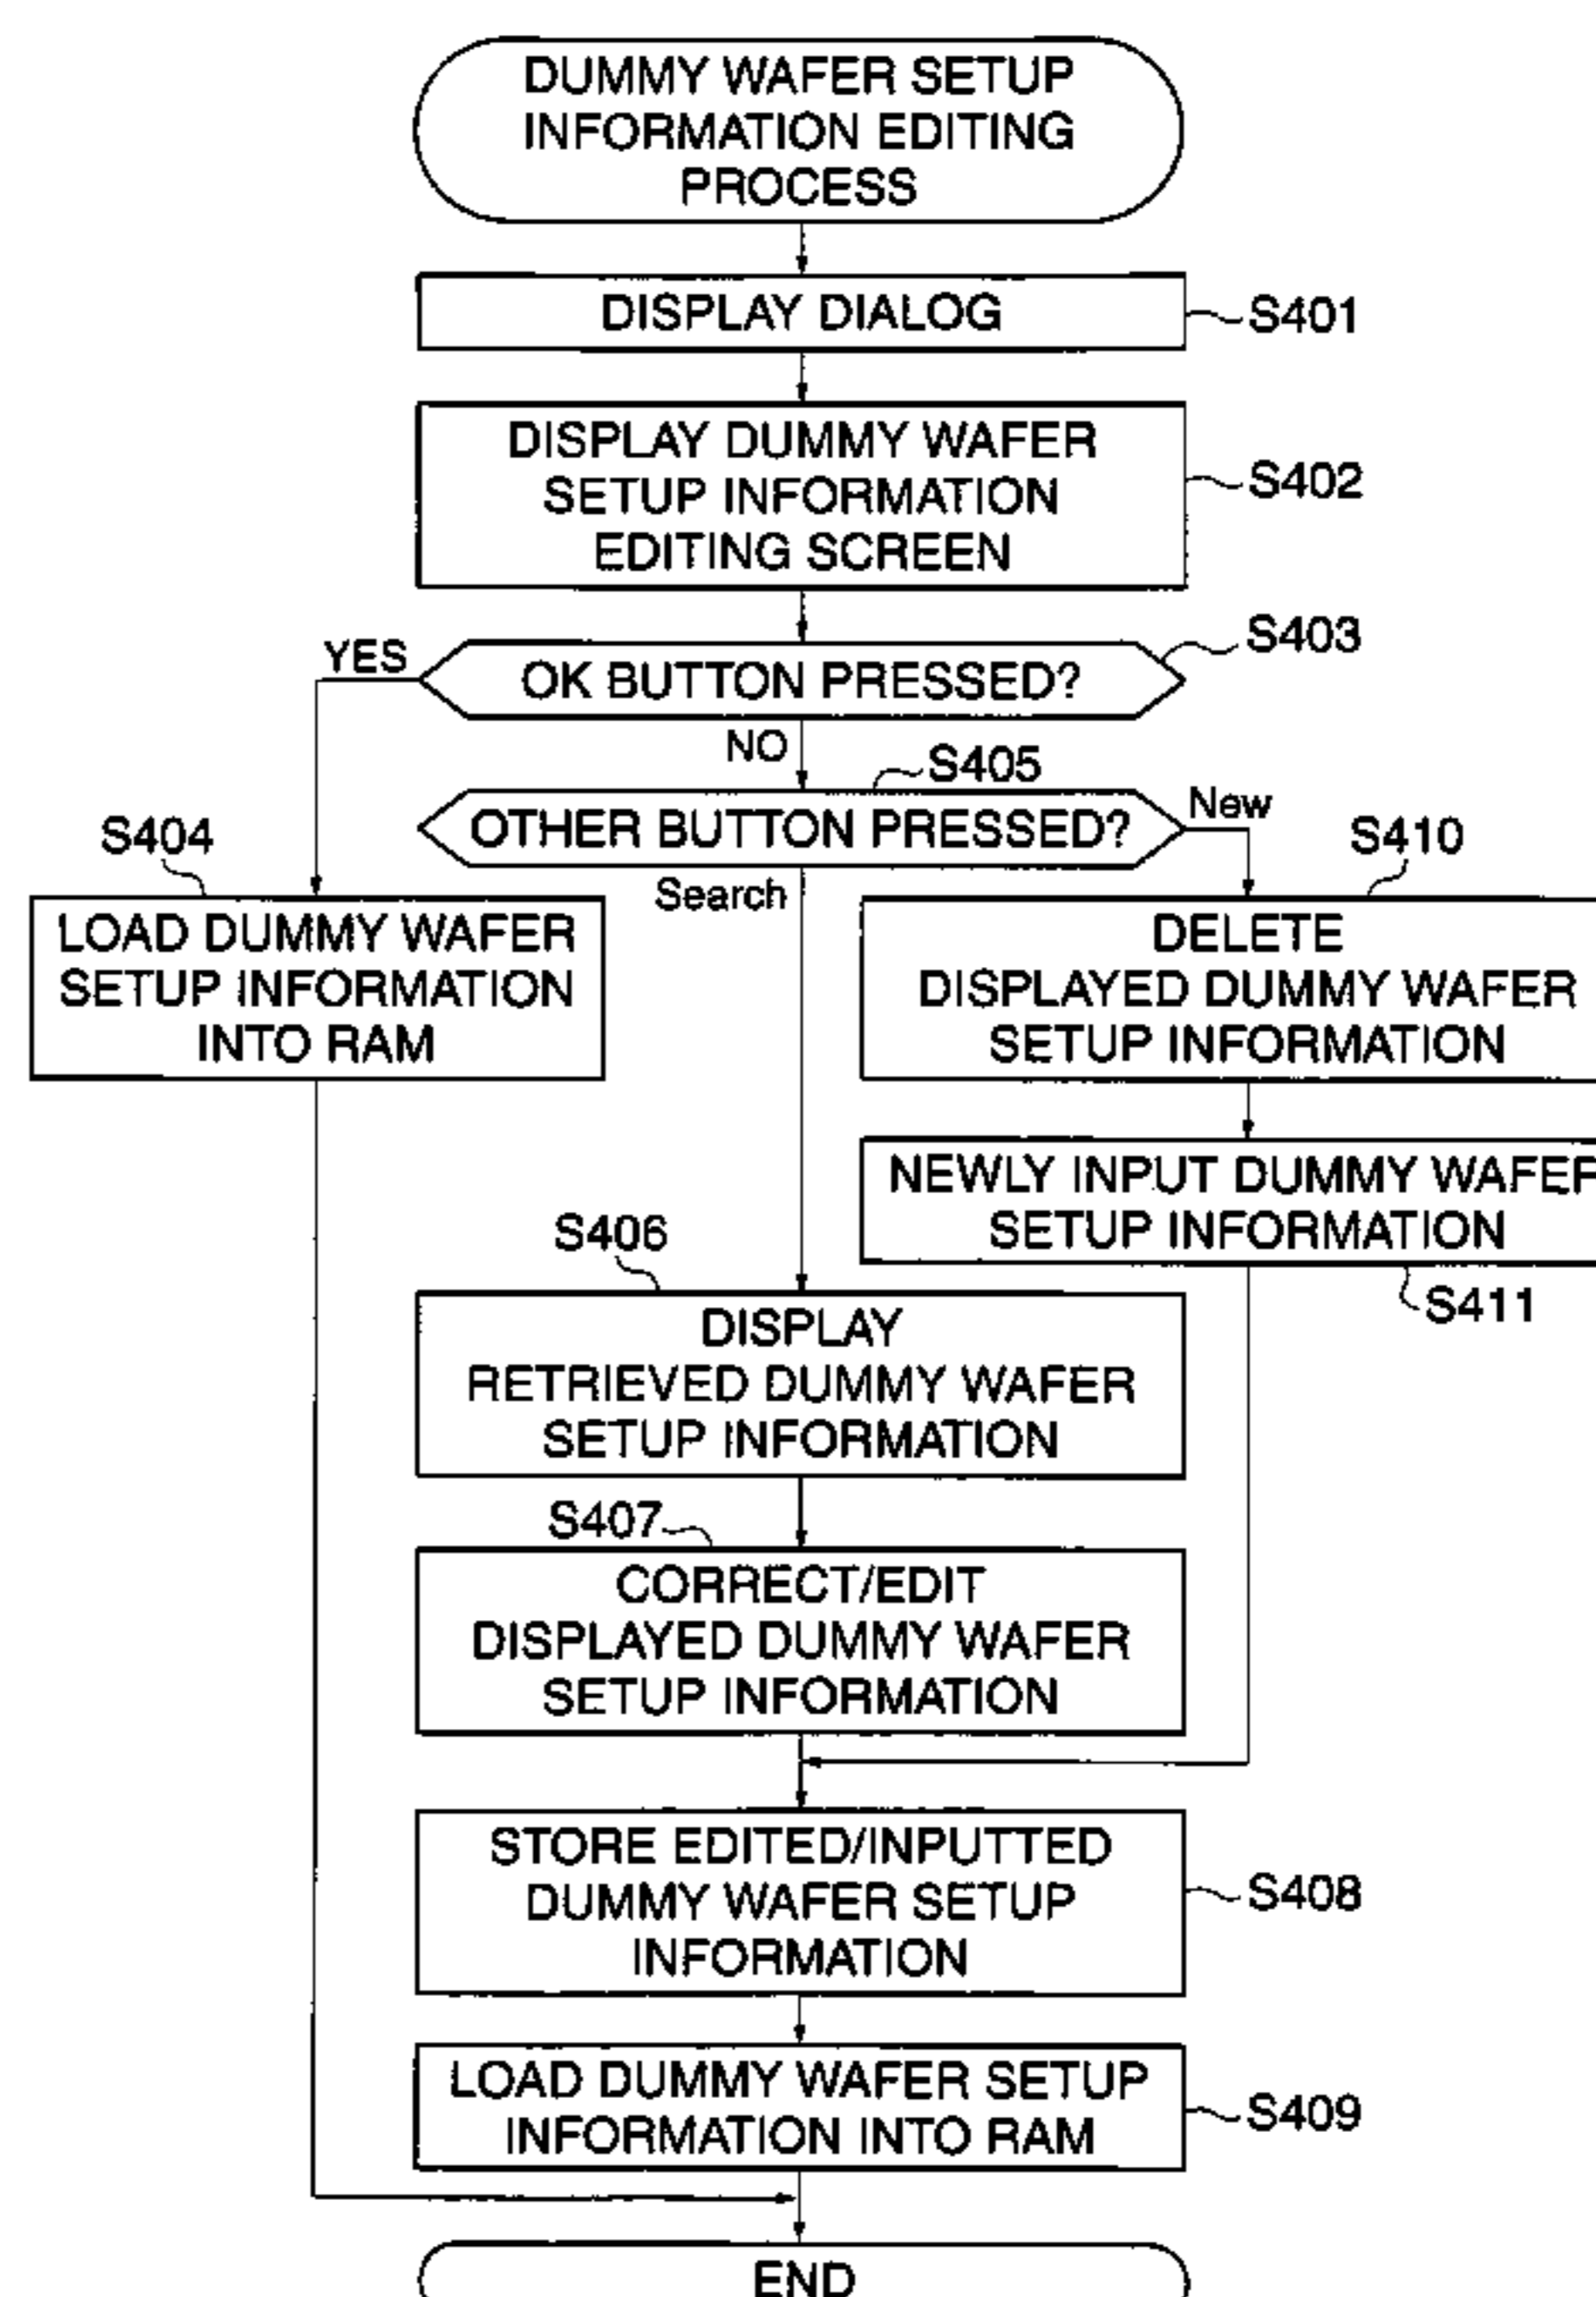 DUMMY WAFER SETUP
INFORMATION EDITING
PROCESS
DISPLAY DIALOG
S401
DISPLAY DUMMY WAFER
SETUP INFORMATION
EDITING SCREEN
S402
S403
YES
OK BUTTON PRESSED?
NO
S405
OTHER BUTTON PRESSED?
New
Search
S404
LOAD DUMMY WAFER
SETUP INFORMATION
INTO RAM
S410
DELETE
DISPLAYED DUMMY WAFER
SETUP INFORMATION
NEWLY INPUT DUMMY WAFER
SETUP INFORMATION
S411
S406
DISPLAY
RETRIEVED DUMMY WAFER
SETUP INFORMATION
S407
CORRECT/EDIT
DISPLAYED DUMMY WAFER
SETUP INFORMATION
STORE EDITED/INPUTTED
DUMMY WAFER SETUP
INFORMATION
S408
LOAD DUMMY WAFER SETUP
INFORMATION INTO RAM
S409
END